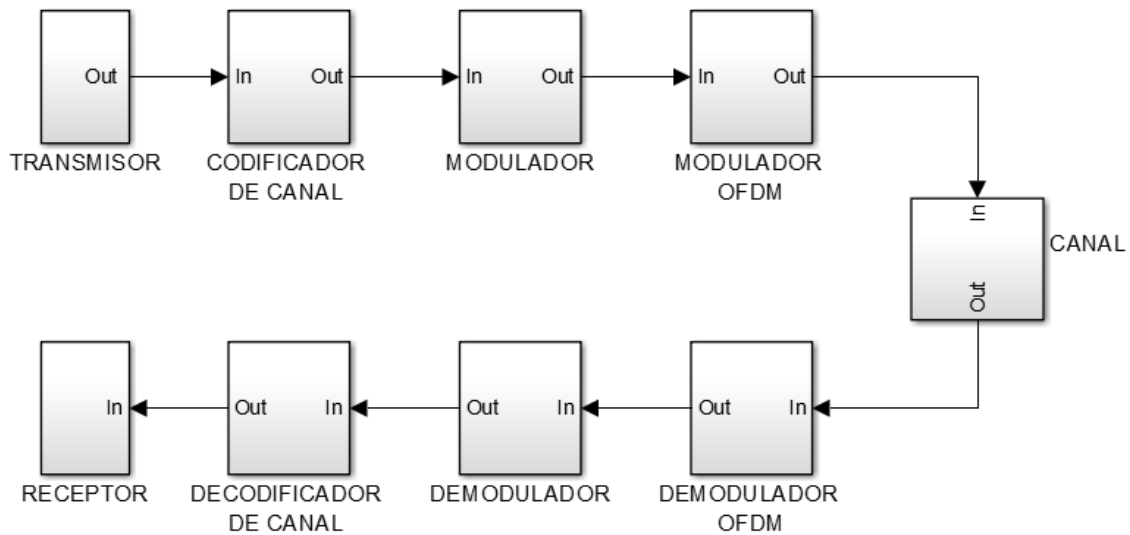 Out
In
Out
In
Out
In
Out
TRANSMISOR
CODIFICADOR
DE CANAL
MODULADOR
MODULADOR
OFDM
In
CANAL
Out
In
Out
In
Out
In
Out
In
RECEPTOR
DECODIFICADOR
DE CANAL
DEMODULADOR
DEMODULADOR
OFDM